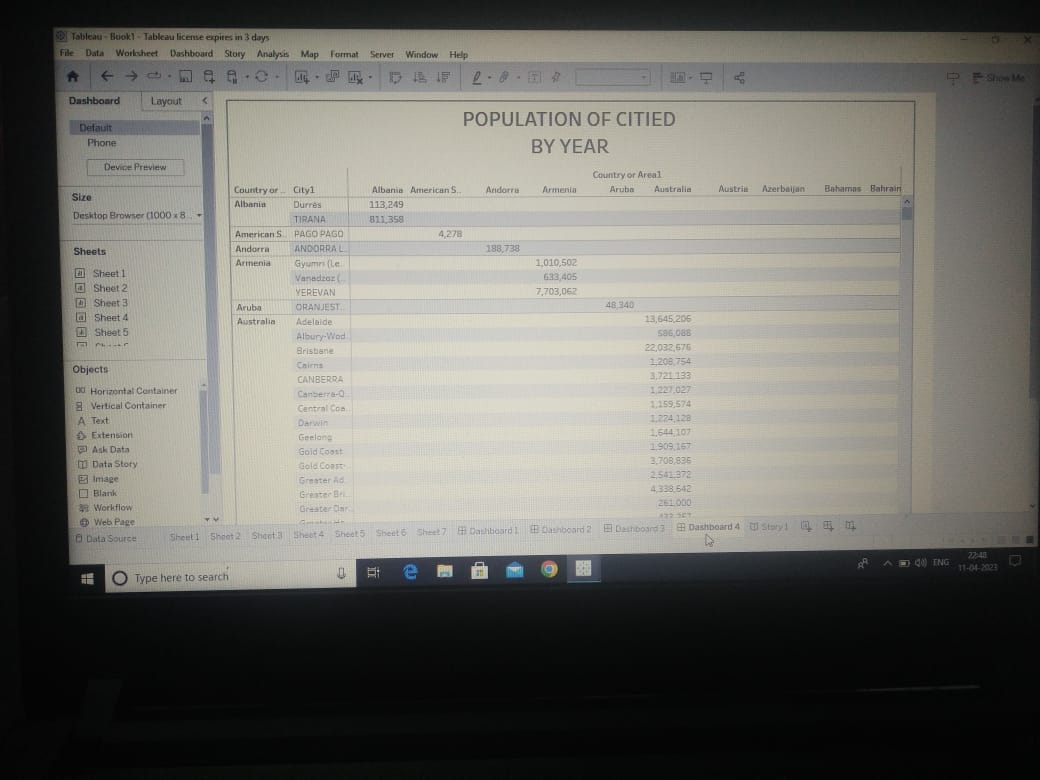 Tableau - Book1 - Tableau license expires in 3 days
File Data Worksheet Dashboard Story Analysis Map Format Server Window Help
Show Me
Dashboard Layout
Default
Phone
Device Preview
Size
Desktop Browser (1000 x 8...
Sheets
Sheet 1
Sheet 2
Sheet 3
Sheet 4
Sheet 5
Objects
Horizontal Container
Vertical Container
Text
Extension
Ask Data
Data Story
Image
Blank
Workflow
Web Page
POPULATION OF CITIED
BY YEAR
Country or Area1
Country or .. City1 Albania American S.. Andorra Armenia Aruba Australia Austria Azerbaijan Bahamas Bahrain
Albania Durrës 113,249
TIRANA 811,358
American S.. PAGO PAGO 4,278
Andorra ANDORRA L.. 188,738
Armenia Gyumri (Le.. 1,010,502
Vanadzor (.. 633,405
YEREVAN 7,703,062
Aruba ORANJEST.. 48,340
Australia Adelaide 13,645,206
Albury-Wod.. 586,088
Brisbane 22,032,676
Cairns 1,208,754
CANBERRA 3,721,133
Canberra-Q.. 1,227,027
Central Coa.. 1,159,574
Darwin 1,224,128
Geelong 1,644,107
Gold Coast 1,909,167
Gold Coast-.. 3,708,836
Greater Ad.. 2,541,372
Greater Bri.. 4,338,642
Greater Dar.. 261,000
Data Source Sheet 1 Sheet 2 Sheet 3 Sheet 4 Sheet 5 Sheet 6 Sheet 7 Dashboard 1 Dashboard 2 Dashboard 3 Dashboard 4 Story 1
Type here to search
ENG
22:48
11-04-2023